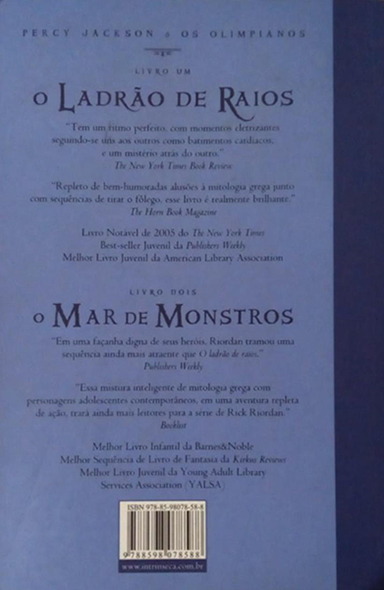 PERCY JACKSON e OS OLIMPIANOS
LIVRO UM
O LADRÃO DE RAIOS
“Tem um ritmo perfeito, com momentos eletrizantes
seguindo-se uns aos outros como batimentos cardíacos,
e um mistério atrás do outro.”
The New York Times Book Review
“Repleto de bem-humoradas alusões à mitologia grega junto
com sequências de tirar o fôlego, esse livro é realmente brilhante.”
The Horn Book Magazine
Livro Notável de 2005 do The New York Times
Best-seller Juvenil da Publishers Weekly
Melhor Livro Juvenil da American Library Association
LIVRO DOIS
O MAR DE MONSTROS
“Em uma façanha digna de seus heróis, Riordan tramou uma
sequência ainda mais atraente que O ladrão de raios.”
Publishers Weekly
“Essa mistura inteligente de mitologia grega com
personagens adolescentes contemporâneos, em uma aventura repleta
de ação, trará ainda mais leitores para a série de Rick Riordan.”
Booklist
Melhor Livro Infantil da Barnes&Noble
Melhor Sequência de Livro de Fantasia da Kirkus Reviews
Melhor Livro Juvenil da Young Adult Library
Services Association (YALSA)
ISBN 978-85-98078-58-8
9 788598 078588
www.intrinseca.com.br